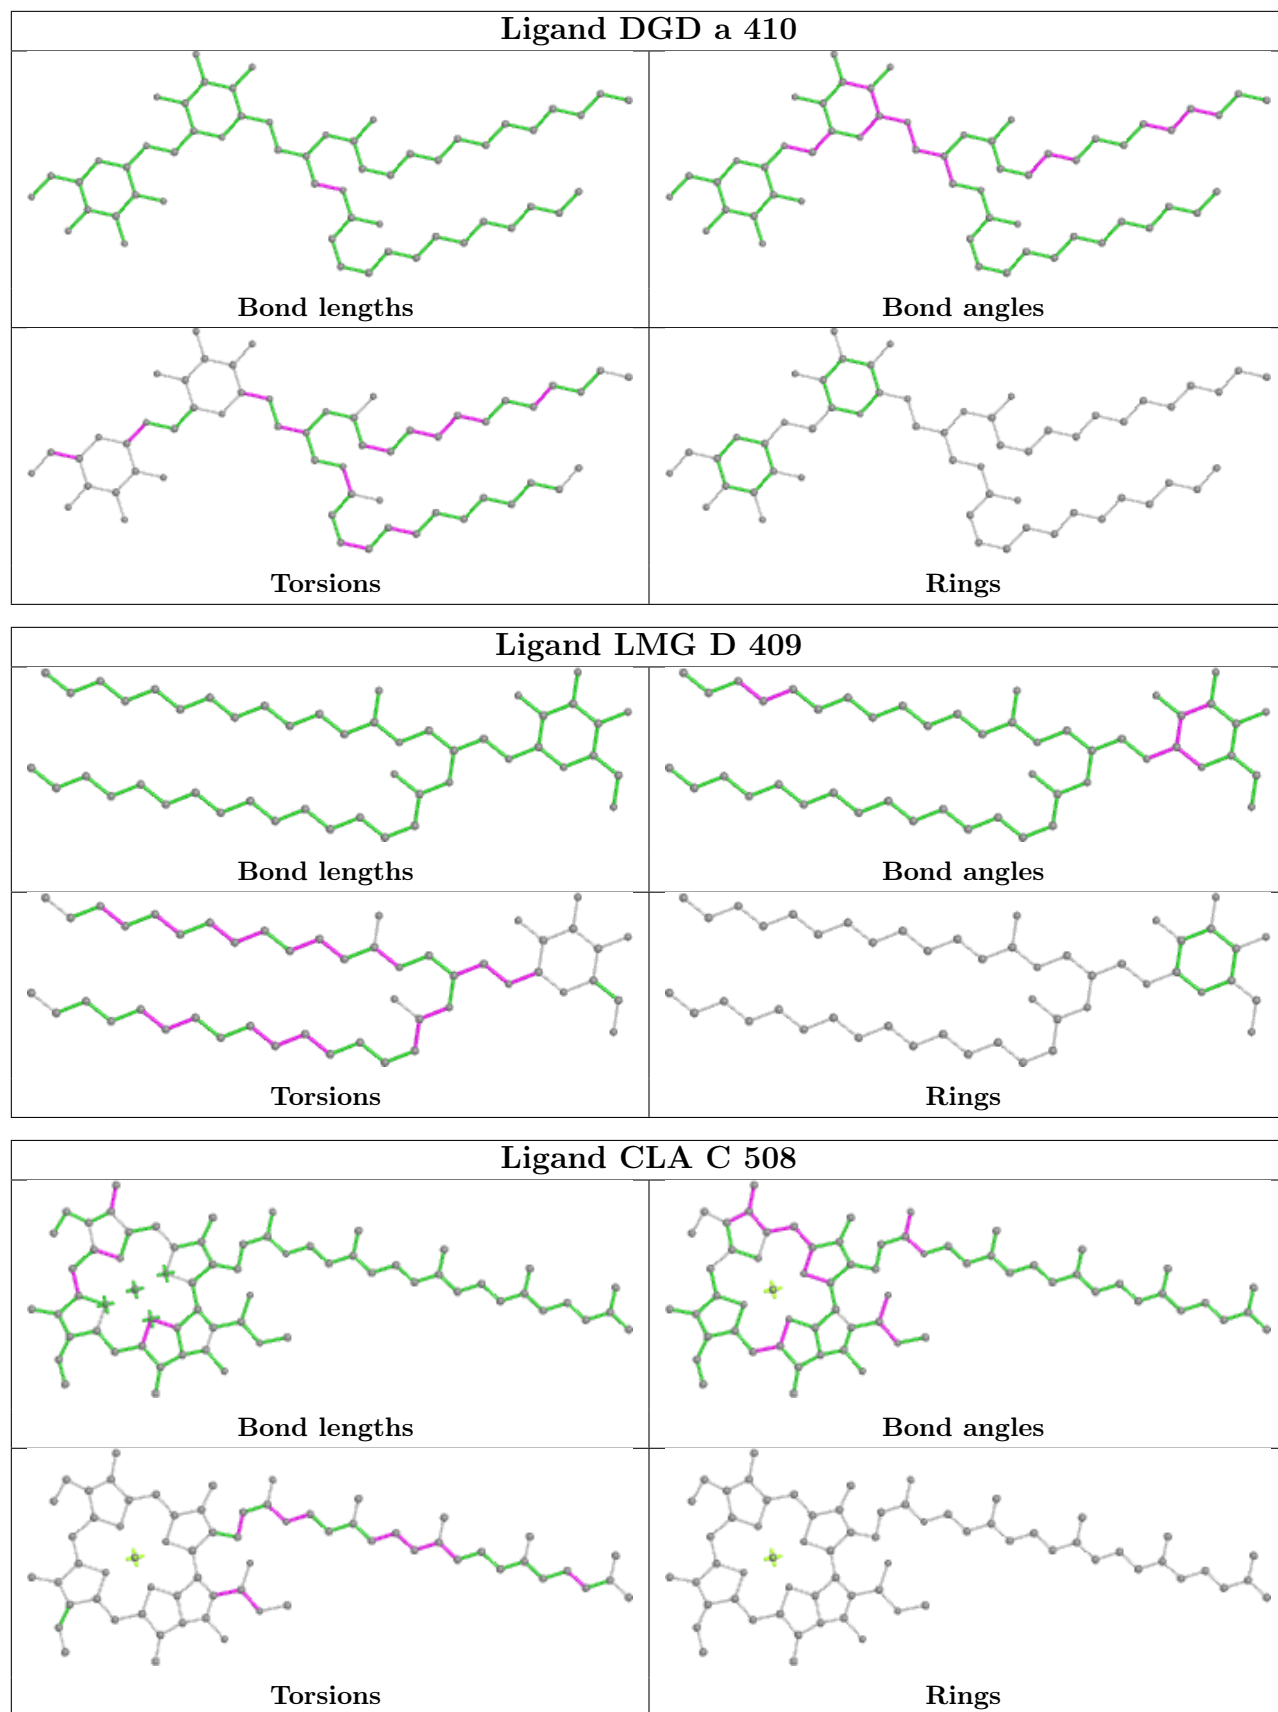 Ligand DGD a 410
Bond lengths
Bond angles
Torsions
Rings
Ligand LMG D 409
Bond lengths
Bond angles
Torsions
Rings
Ligand CLA C 508
Bond lengths
Bond angles
Torsions
Rings